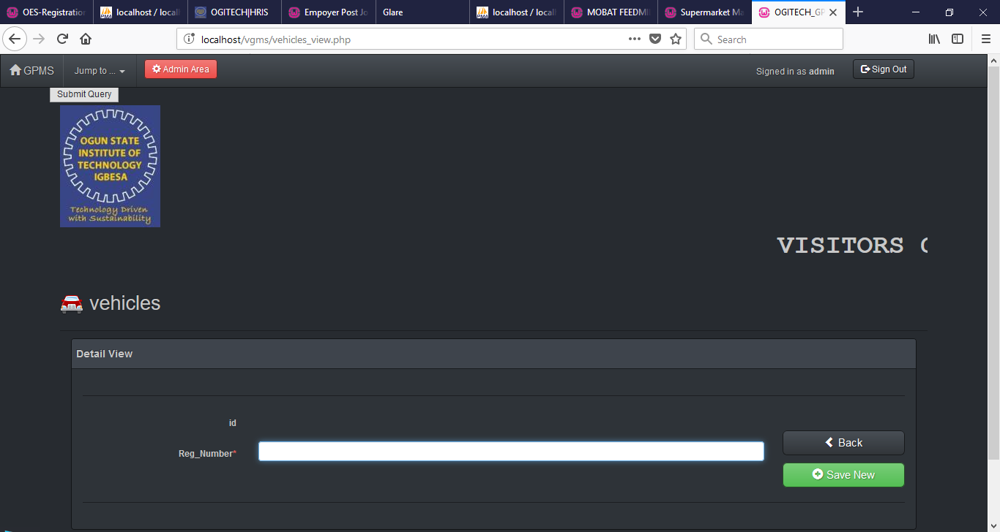 OES-Registration
localhost / local
OGITECH|HRIS
Empoyer Post Jo
Glare
localhost / local
MOBAT FEEDMI
Supermarket Ma
OGITECH_GP
localhost/vgms/vehicles_view.php
Search
GPMS
Jump to ...
Admin Area
Signed in as admin
Sign Out
Submit Query
OGUN STATE
INSTITUTE OF
TECHNOLOGY
IGBESA
Technology Driven
with Sustainability
VISITORS
vehicles
Detail View
id
Reg_Number*
Back
Save New